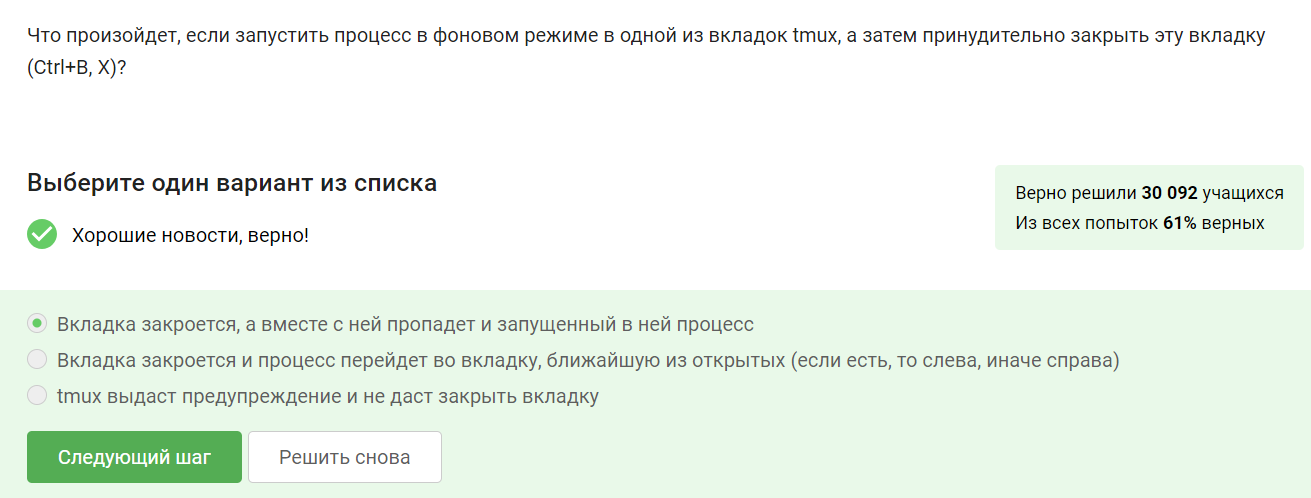 Что произойдет, если запустить процесс в фоновом режиме в одной из вкладок tmux, а затем принудительно закрыть эту вкладку
(Ctrl+B, X)?
Выберите один вариант из списка
Верно решили 30 092 учащихся
Из всех попыток 61% верных
Хорошие новости, верно!
Вкладка закроется, а вместе с ней пропадет и запущенный в ней процесс
Вкладка закроется и процесс перейдет во вкладку, ближайшую из открытых (если есть, то слева, иначе справа)
tmux выдаст предупреждение и не даст закрыть вкладку
Следующий шаг
Решить снова